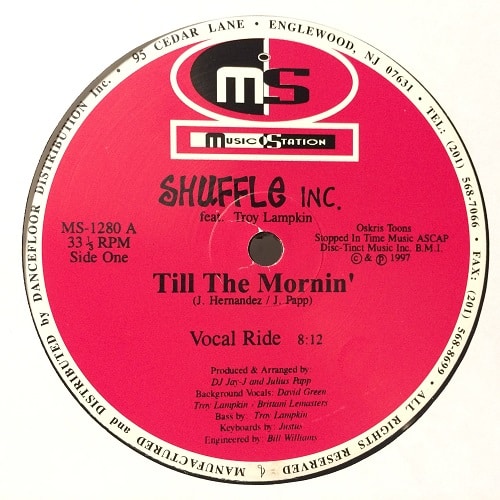 MANUFACTURED and DISTRIBUTED by DANCEFLOOR DISTRIBUTION Inc. • 95 CEDAR LANE • ENGLEWOOD, NJ 07631 • TEL: (201) 568-7066 • FAX: (201) 568-8699 • ALL RIGHTS RESERVED
miS
MUSIC STATION
SHUFFLE INC.
feat. Troy Lampkin
MS-1280 A
33 1/3 RPM
Side One
Oskris Toons
Stopped In Time Music ASCAP
Disc-Tinct Music Inc. B.M.I.
© & ℗ 1997
Till The Mornin'
(J. Hernandez / J. Papp)
Vocal Ride 8:12
Produced & Arranged by
DJ Jay-J and Julius Papp
Background Vocals: David Green
Troy Lampkin - Brittani Lemasters
Bass by: Troy Lampkin
Keyboards by: Justus
Engineered by: Bill Williams